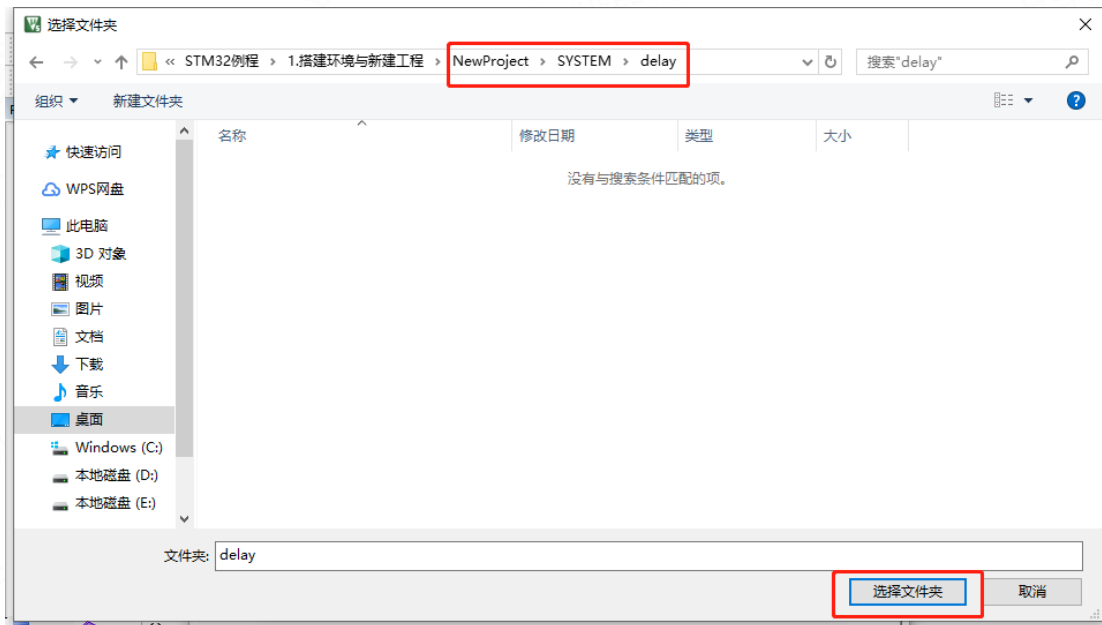 选择文件夹
« STM32例程 › 1.搭建环境与新建工程 › NewProject › SYSTEM › delay
搜索"delay"
组织 新建文件夹
名称 修改日期 类型 大小
没有与搜索条件匹配的项。
快速访问
WPS网盘
此电脑
3D 对象
视频
图片
文档
下载
音乐
桌面
Windows (C:)
本地磁盘 (D:)
本地磁盘 (E:)
文件夹: delay
选择文件夹 取消